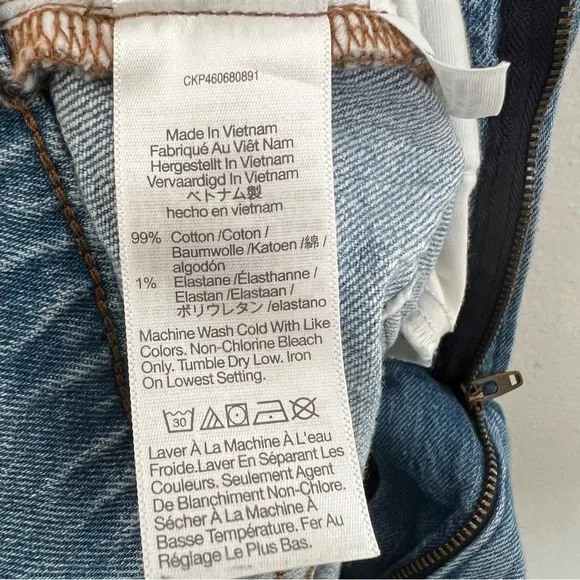 CKP460680891
Made In Vietnam
Fabriqué Au Viêt Nam
Hergestellt In Vietnam
Vervaardigd In Vietnam
ベトナム製
hecho en vietnam
99% Cotton /Coton /
Baumwolle /Katoen /綿 /
algodón
1% Elastane /Élasthanne /
Elastan /Elastaan /
ポリウレタン /elastano
Machine Wash Cold With Like
Colors. Non-Chlorine Bleach
Only. Tumble Dry Low. Iron
On Lowest Setting.
30
Laver À La Machine À L'eau
Froide.Laver En Séparant Les
Couleurs. Seulement Agent
De Blanchiment Non-Chlore.
Sécher À La Machine À
Basse Température. Fer Au
Réglage Le Plus Bas.